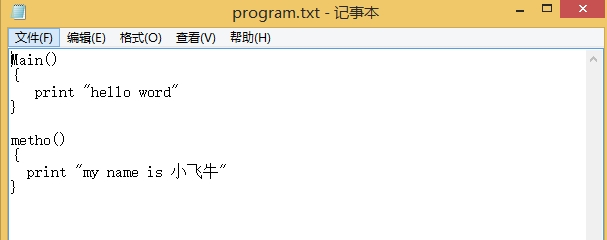 program.txt - 记事本
文件(F) 编辑(E) 格式(O) 查看(V) 帮助(H)
Main()
{
   print "hello word"
}

metho()
{
  print "my name is 小飞牛"
}